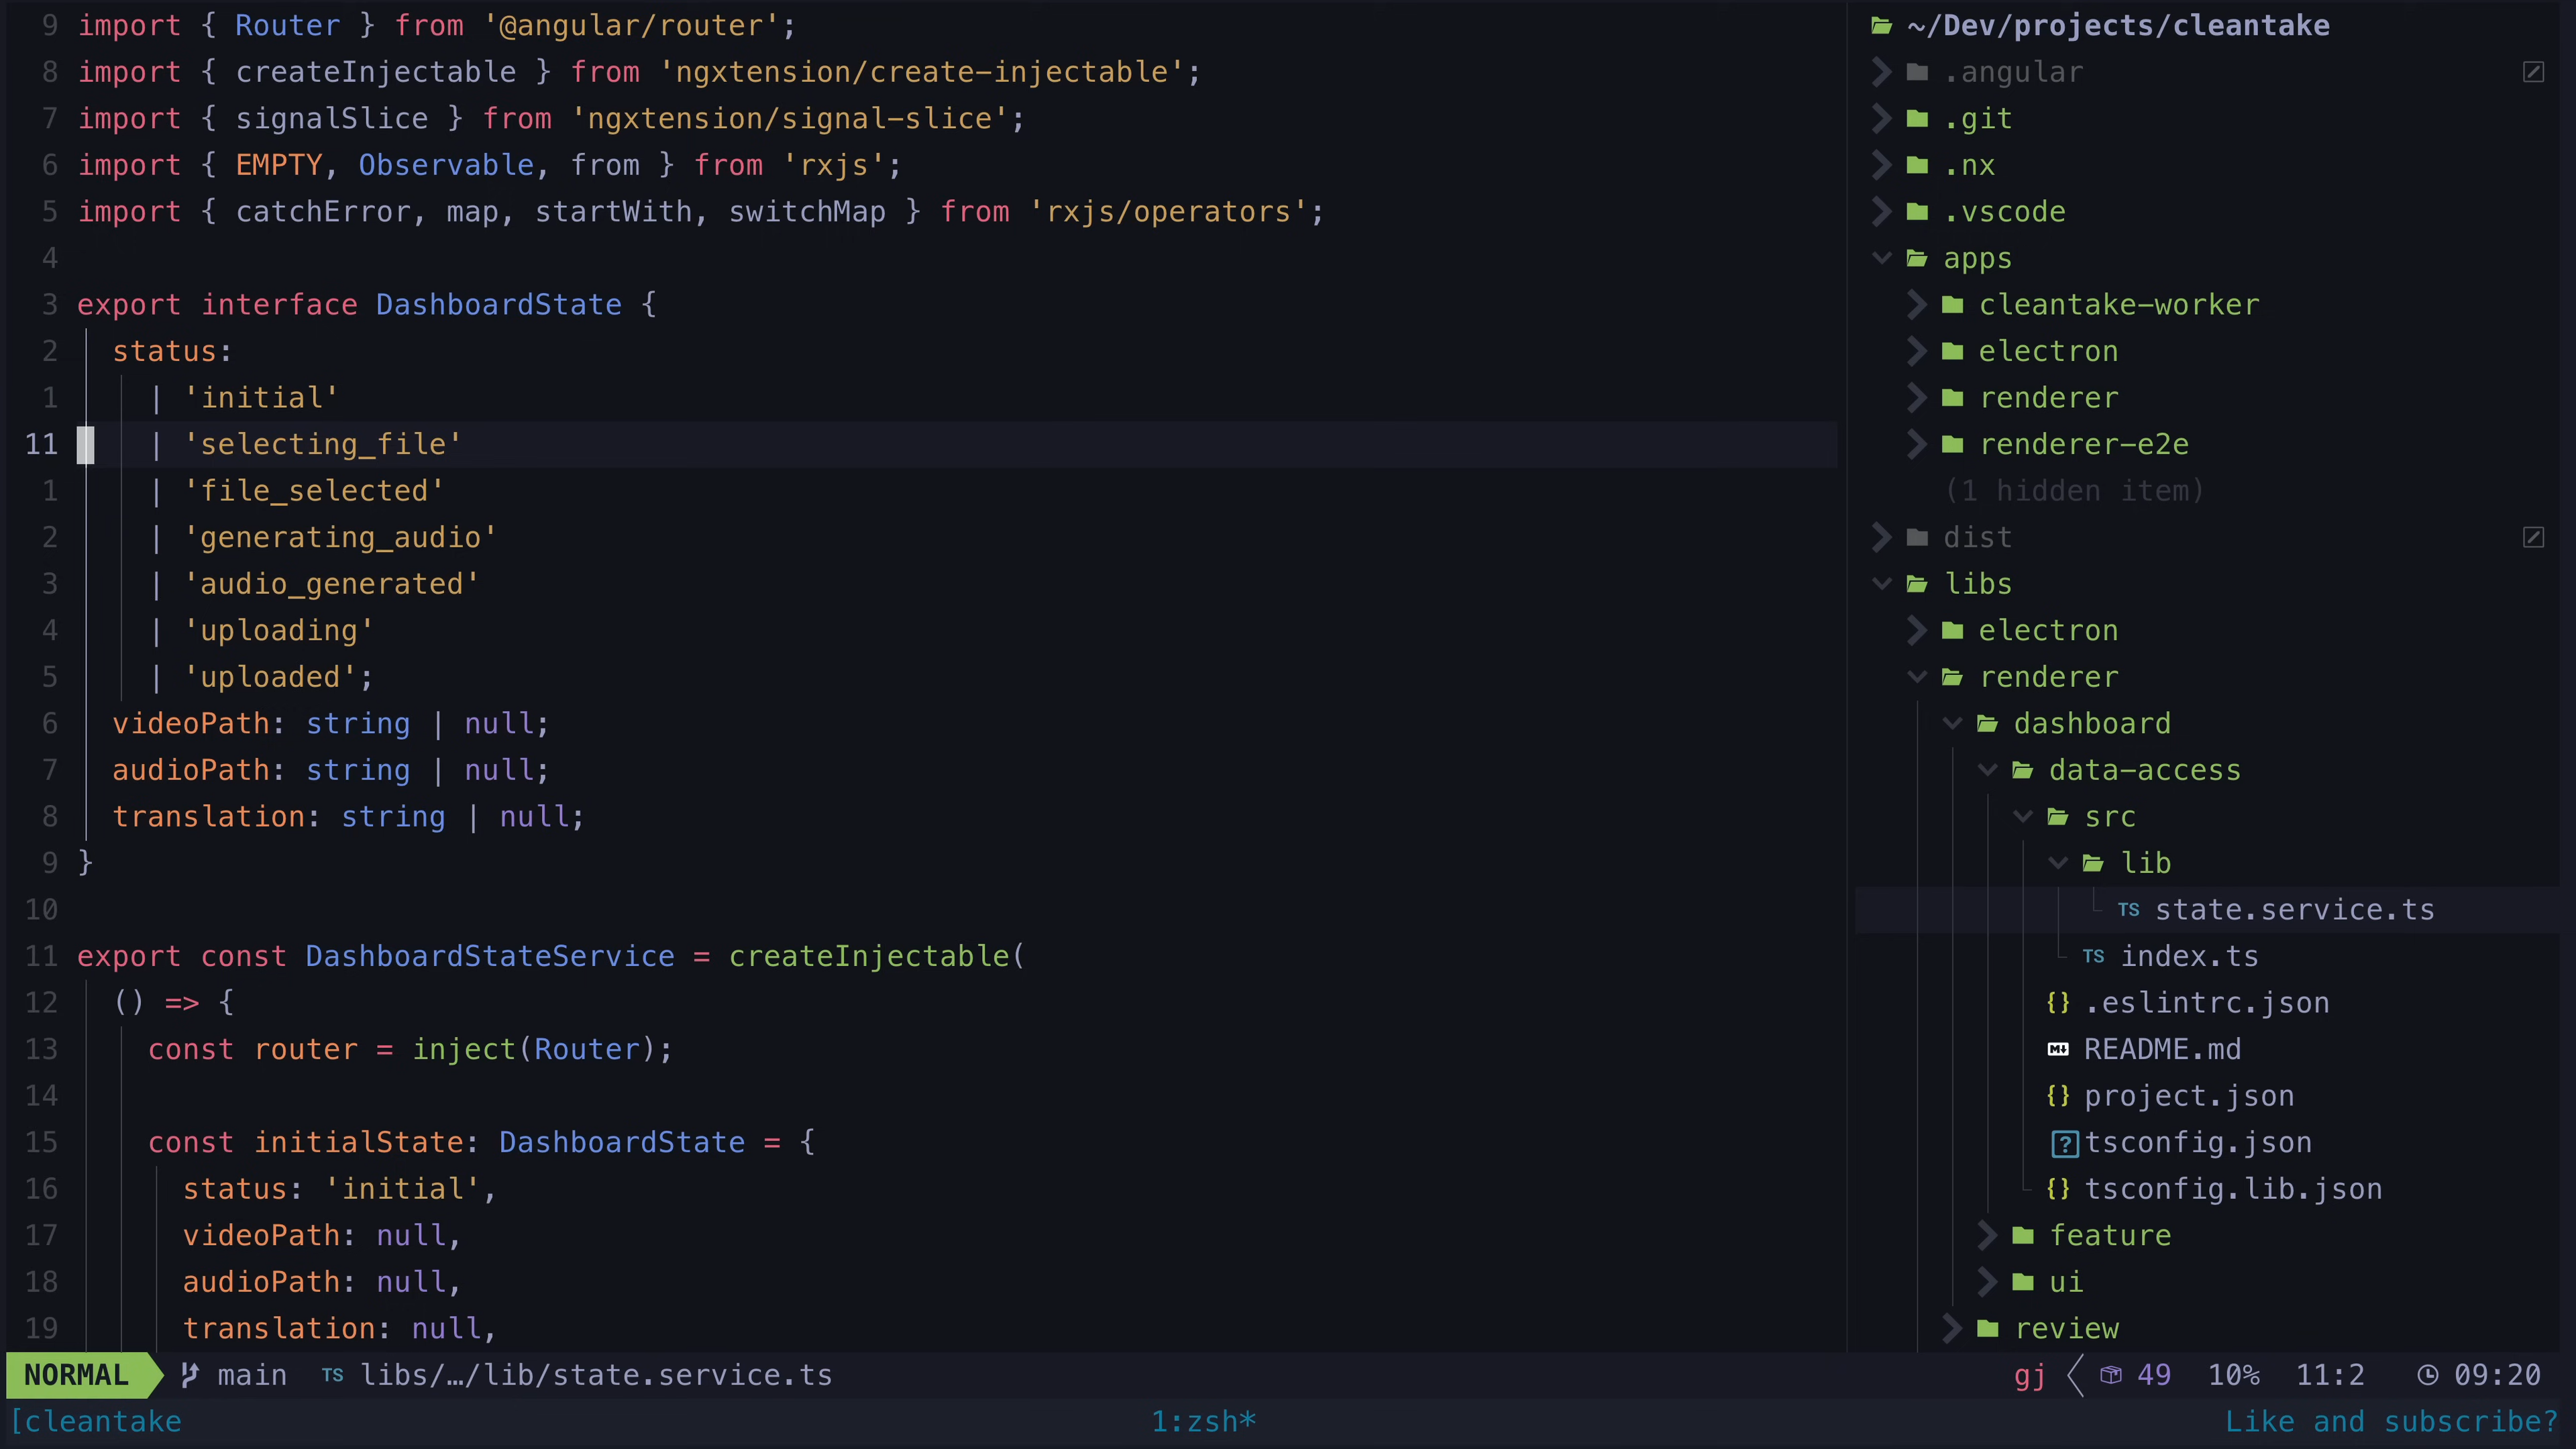 9 import { Router } from '@angular/router';
8 import { createInjectable } from 'ngxtension/create-injectable';
7 import { signalSlice } from 'ngxtension/signal-slice';
6 import { EMPTY, Observable, from } from 'rxjs';
5 import { catchError, map, startWith, switchMap } from 'rxjs/operators';
4
3 export interface DashboardState {
2 status:
1 | 'initial'
11 | 'selecting_file'
1 | 'file_selected'
2 | 'generating_audio'
3 | 'audio_generated'
4 | 'uploading'
5 | 'uploaded';
6 videoPath: string | null;
7 audioPath: string | null;
8 translation: string | null;
9 }
10
11 export const DashboardStateService = createInjectable(
12 () => {
13 const router = inject(Router);
14
15 const initialState: DashboardState = {
16 status: 'initial',
17 videoPath: null,
18 audioPath: null,
19 translation: null,
~/Dev/projects/cleantake
.angular
.git
.nx
.vscode
apps
cleantake-worker
electron
renderer
renderer-e2e
(1 hidden item)
dist
libs
electron
renderer
dashboard
data-access
src
lib
TS state.service.ts
TS index.ts
{} .eslintrc.json
M↓ README.md
{} project.json
[?] tsconfig.json
{} tsconfig.lib.json
feature
ui
review
NORMAL main TS libs/…/lib/state.service.ts gj 49 10% 11:2 09:20
[cleantake 1:zsh* Like and subscribe?